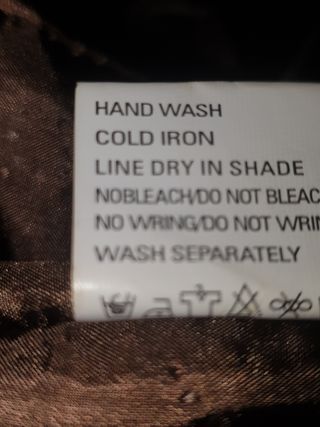 HAND WASH
COLD IRON
LINE DRY IN SHADE
NOBLEACH/DO NOT BLEAC
NO WRING/DO NOT WRIN
WASH SEPARATELY